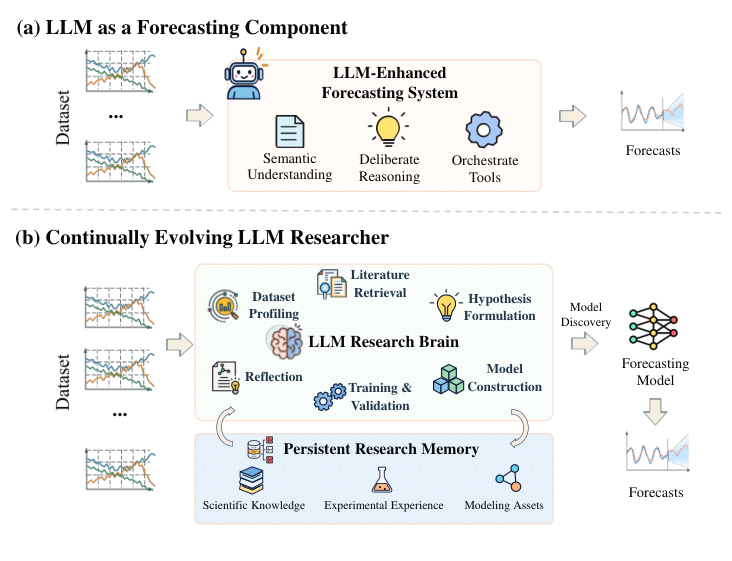 (a) LLM as a Forecasting Component
Dataset
...
LLM-Enhanced
Forecasting System
Semantic
Understanding
Deliberate
Reasoning
Orchestrate
Tools
Forecasts
(b) Continually Evolving LLM Researcher
Dataset
...
Dataset
Profiling
Literature
Retrieval
Hypothesis
Formulation
LLM Research Brain
Reflection
Training &
Validation
Model
Construction
Persistent Research Memory
Scientific Knowledge
Experimental Experience
Modeling Assets
Model
Discovery
Forecasting
Model
Forecasts